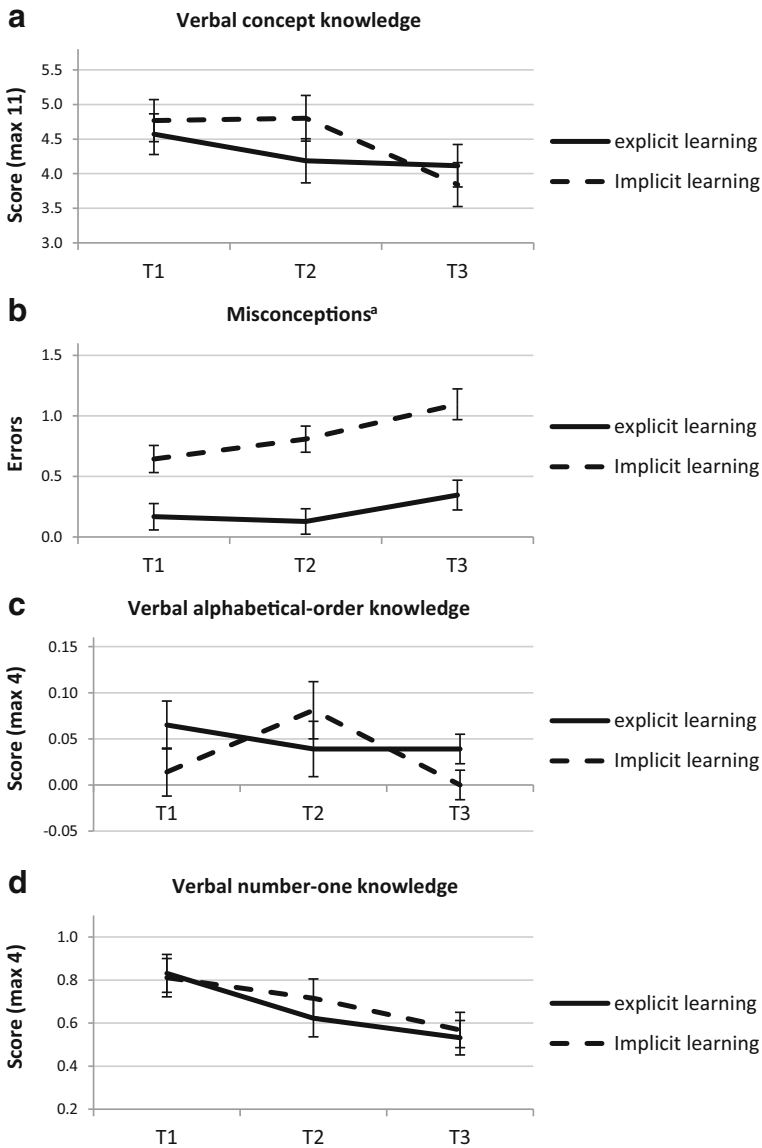 a
Verbal concept knowledge
Score (max 11)
5.5
5.0
4.5
4.0
3.5
3.0
T1 T2 T3
explicit learning
Implicit learning
b
Misconceptionsᵃ
Errors
1.5
1.0
0.5
0.0
T1 T2 T3
explicit learning
Implicit learning
c
Verbal alphabetical-order knowledge
Score (max 4)
0.15
0.10
0.05
0.00
-0.05
T1 T2 T3
explicit learning
Implicit learning
d
Verbal number-one knowledge
Score (max 4)
1.0
0.8
0.6
0.4
0.2
T1 T2 T3
explicit learning
Implicit learning